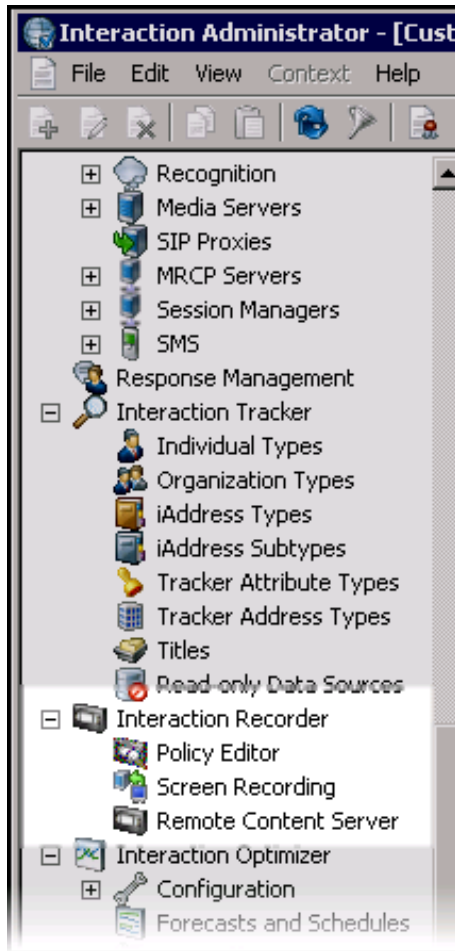 Interaction Administrator - [Cust
File Edit View Context Help
Recognition
Media Servers
SIP Proxies
MRCP Servers
Session Managers
SMS
Response Management
Interaction Tracker
Individual Types
Organization Types
iAddress Types
iAddress Subtypes
Tracker Attribute Types
Tracker Address Types
Titles
Read-only Data Sources
Interaction Recorder
Policy Editor
Screen Recording
Remote Content Server
Interaction Optimizer
Configuration
Forecasts and Schedules